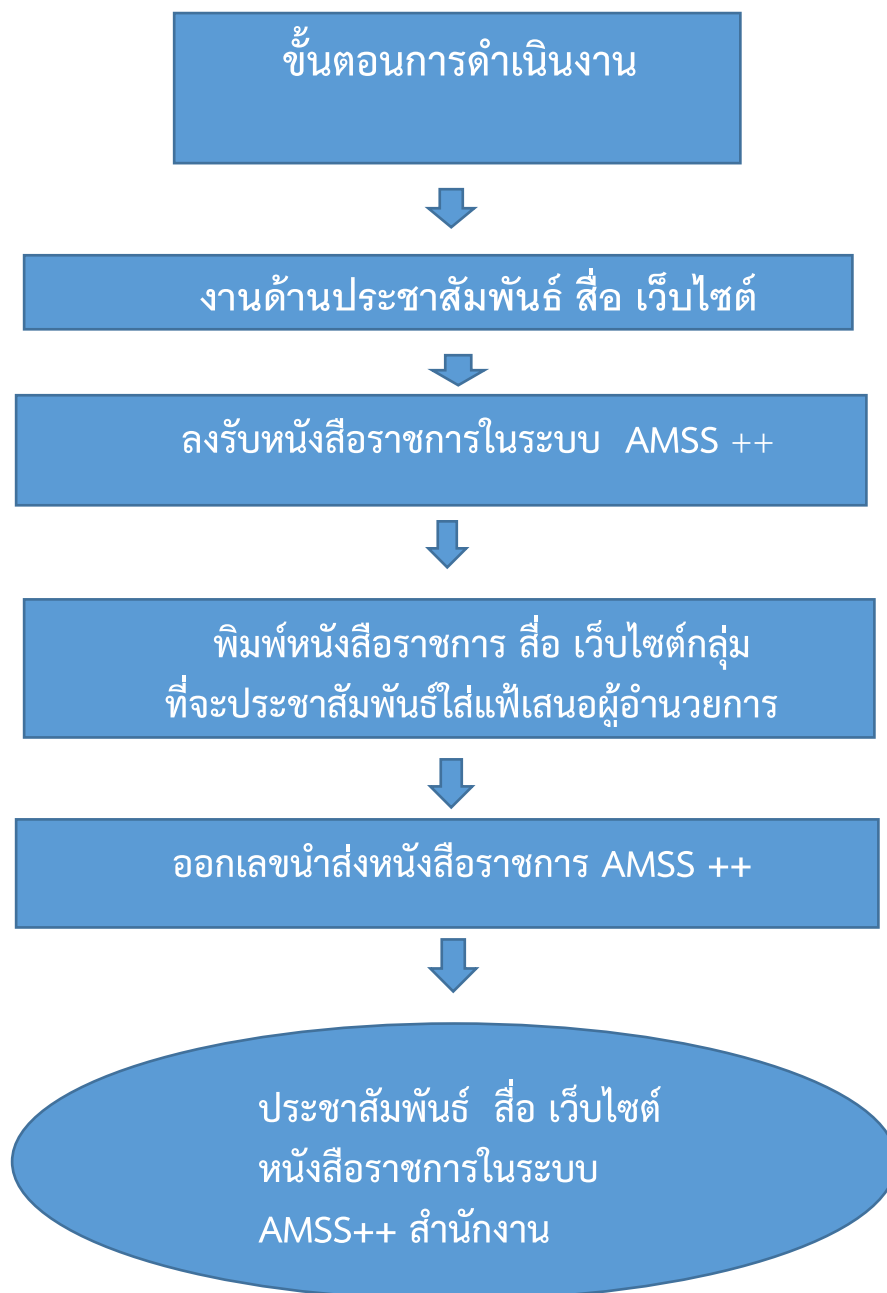 ขั้นตอนการดำเนินงาน
งานด้านประชาสัมพันธ์ สื่อ เว็บไซต์
ลงรับหนังสือราชการในระบบ AMSS ++
พิมพ์หนังสือราชการ สื่อ เว็บไซต์กลุ่ม
ที่จะประชาสัมพันธ์ใส่แฟ้เสนอผู้อำนวยการ
ออกเลขนำส่งหนังสือราชการ AMSS ++
ประชาสัมพันธ์ สื่อ เว็บไซต์
หนังสือราชการในระบบ
AMSS++ สำนักงาน